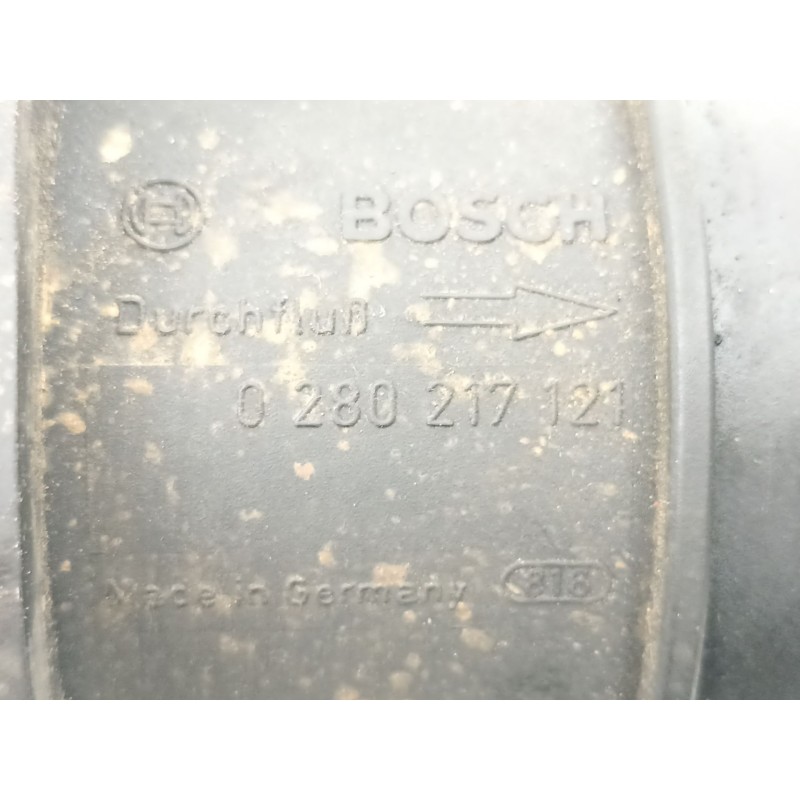 BOSCH
Durchfluß
0 280 217 121
Made in Germany 818